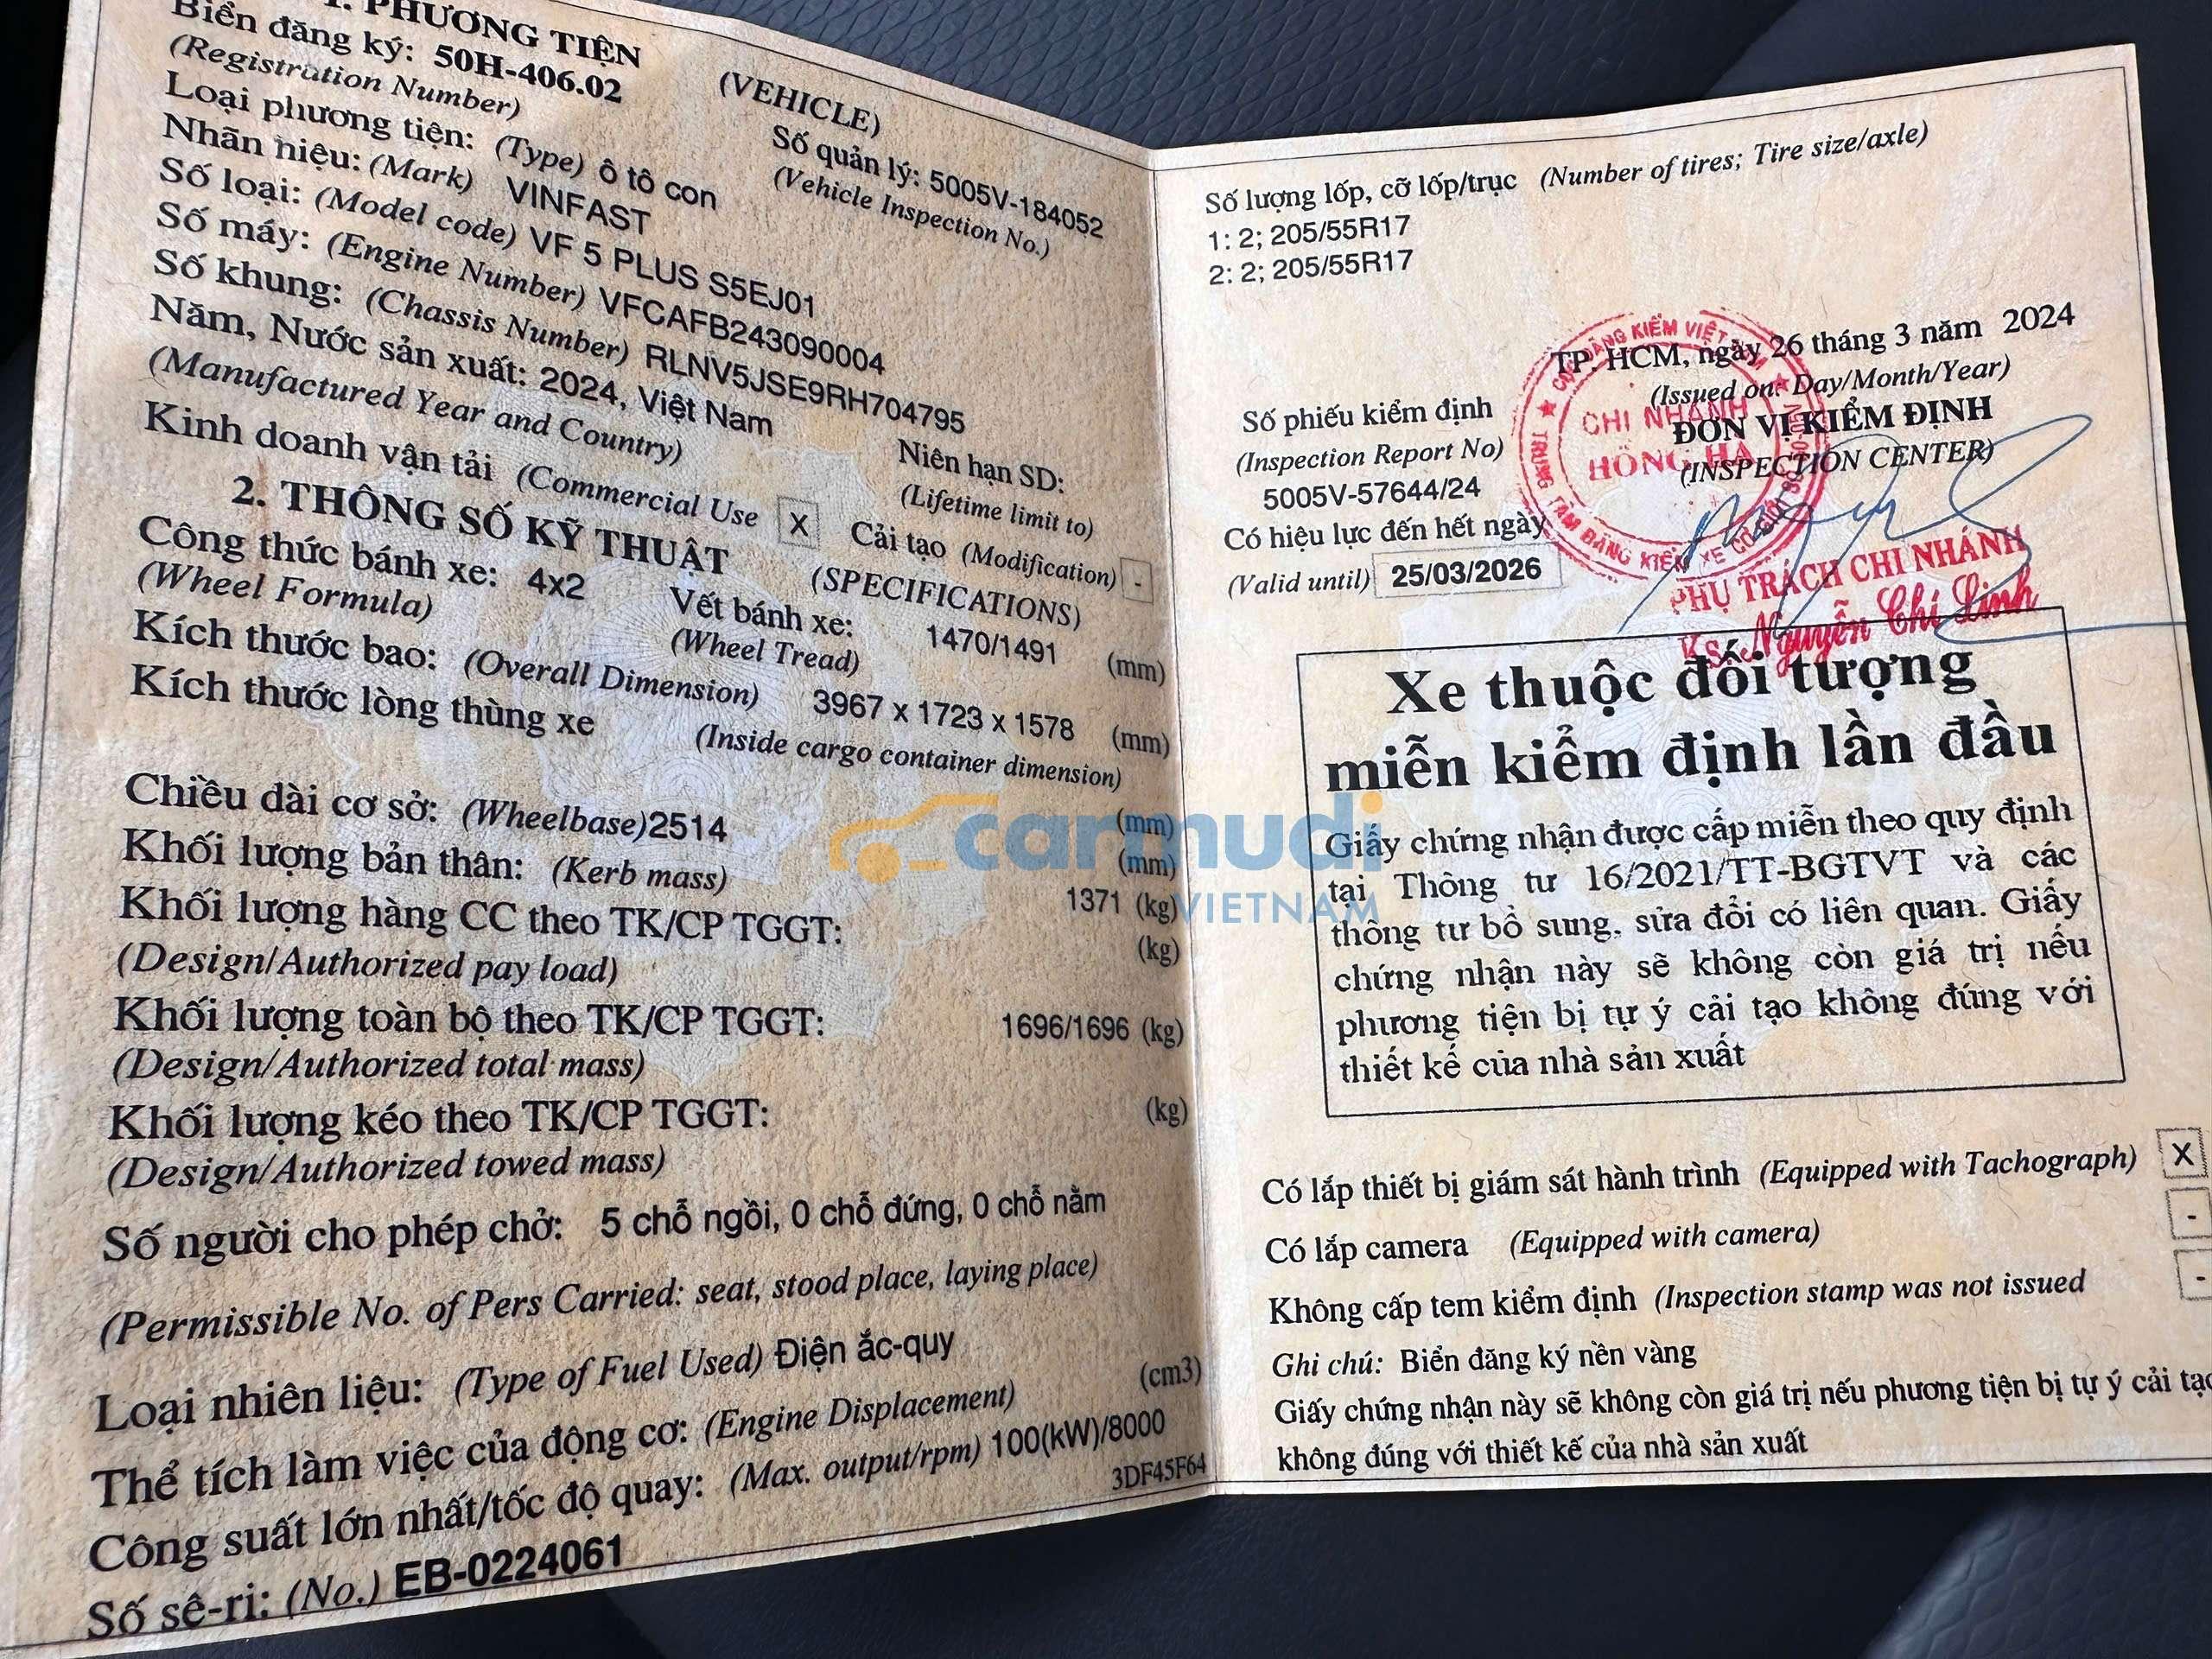 1. PHƯƠNG TIỆN (VEHICLE)
Biển đăng ký: 50H-406.02 Số quản lý: 5005V-184052
(Registration Number) (Vehicle Inspection No.)
Loại phương tiện: (Type) ô tô con
Nhãn hiệu: (Mark) VINFAST
Số loại: (Model code) VF 5 PLUS S5EJ01
Số máy: (Engine Number) VFCAFB243090004
Số khung: (Chassis Number) RLNV5JSE9RH704795
Năm, Nước sản xuất: 2024, Việt Nam Niên hạn SD:
(Manufactured Year and Country) (Lifetime limit to)
Kinh doanh vận tải (Commercial Use X Cải tạo (Modification) -
2. THÔNG SỐ KỸ THUẬT (SPECIFICATIONS)
Công thức bánh xe: 4x2 Vết bánh xe: 1470/1491 (mm)
(Wheel Formula) (Wheel Tread)
Kích thước bao: (Overall Dimension) 3967 x 1723 x 1578 (mm)
Kích thước lòng thùng xe (Inside cargo container dimension)
(mm)
Chiều dài cơ sở: (Wheelbase)2514 (mm)
Khối lượng bản thân: (Kerb mass) 1371 (kg)
Khối lượng hàng CC theo TK/CP TGGT: (kg)
(Design/Authorized pay load)
Khối lượng toàn bộ theo TK/CP TGGT: 1696/1696 (kg)
(Design/Authorized total mass)
Khối lượng kéo theo TK/CP TGGT: (kg)
(Design/Authorized towed mass)
Số người cho phép chở: 5 chỗ ngồi, 0 chỗ đứng, 0 chỗ nằm
(Permissible No. of Pers Carried: seat, stood place, laying place)
Loại nhiên liệu: (Type of Fuel Used) Điện ắc-quy
Thể tích làm việc của động cơ: (Engine Displacement) (cm3)
Công suất lớn nhất/tốc độ quay: (Max. output/rpm) 100(kW)/8000
3DF45F64
Số sê-ri: (No.) EB-0224061
Số lượng lốp, cỡ lốp/trục (Number of tires; Tire size/axle)
1: 2; 205/55R17
2: 2; 205/55R17
TP. HCM, ngày 26 tháng 3 năm 2024
(Issued on: Day/Month/Year)
Số phiếu kiểm định ĐƠN VỊ KIỂM ĐỊNH
(Inspection Report No) (INSPECTION CENTER)
5005V-57644/24
CHI NHÁNH
HỒNG HÀ
TRUNG TÂM ĐĂNG KIỂM XE CƠ GIỚI
Có hiệu lực đến hết ngày
(Valid until) 25/03/2026
PHỤ TRÁCH CHI NHÁNH
KS. Nguyễn Chí Linh
Xe thuộc đối tượng
miễn kiểm định lần đầu
Giấy chứng nhận được cấp miễn theo quy định
tại Thông tư 16/2021/TT-BGTVT và các
thông tư bổ sung, sửa đổi có liên quan. Giấy
chứng nhận này sẽ không còn giá trị nếu
phương tiện bị tự ý cải tạo không đúng với
thiết kế của nhà sản xuất
Có lắp thiết bị giám sát hành trình (Equipped with Tachograph) X
Có lắp camera (Equipped with camera) -
Không cấp tem kiểm định (Inspection stamp was not issued -
Ghi chú: Biển đăng ký nền vàng
Giấy chứng nhận này sẽ không còn giá trị nếu phương tiện bị tự ý cải tạo
không đúng với thiết kế của nhà sản xuất
carmudi
VIETNAM